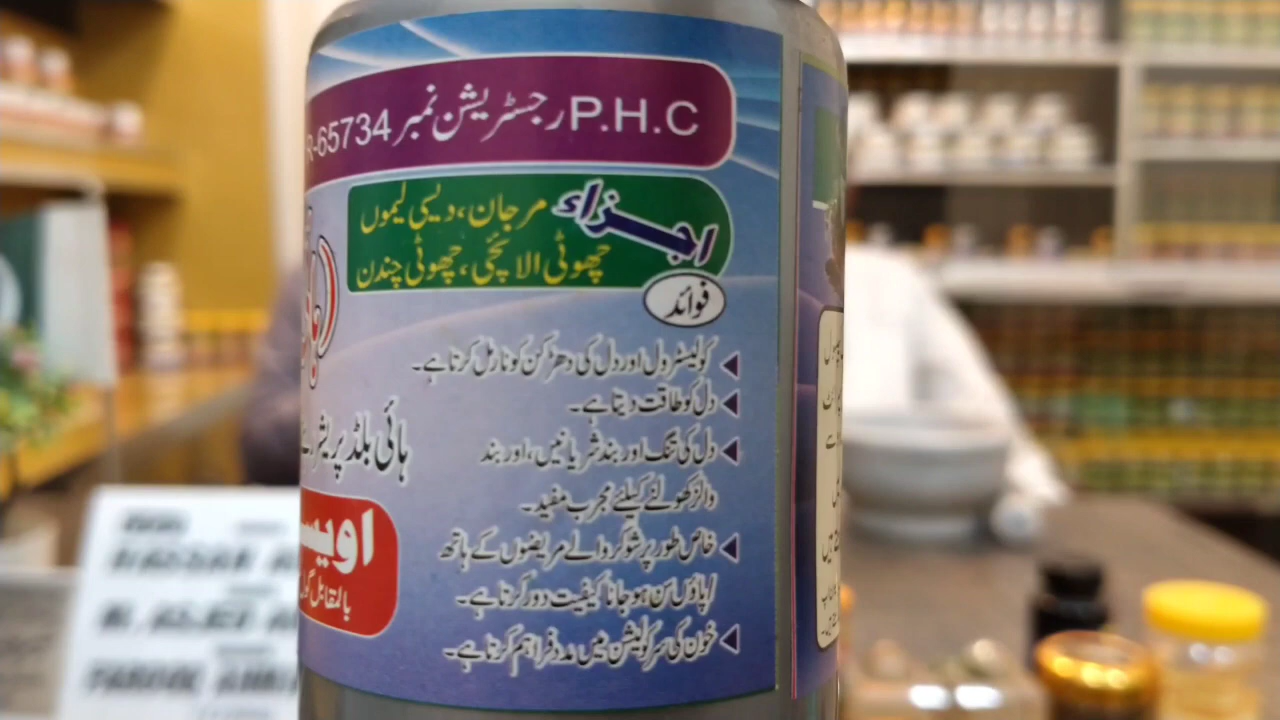 P.H.C رجسٹریشن نمبر R-65734
اجزاء
مرجان، دیسی لیموں
چھوٹی الائچی، چھوٹی چندن
فوائد
کولیسٹرول اور دل کی دھڑکن کو نارمل کرتا ہے۔
دل کو طاقت دیتا ہے۔
دل کی تنگ اور بند شریانیں، اور بند
والز کھولنے کیلئے مجرب مفید۔
خاص طور پر شوگر والے مریضوں کے ہاتھ
اپاؤں سن ہو جانا کیفیت دور کرتا ہے۔
خون کی سرکولیشن میں مدد فراہم کرتا ہے۔
ہائی بلڈ پریشر
اویس
بالمقابل